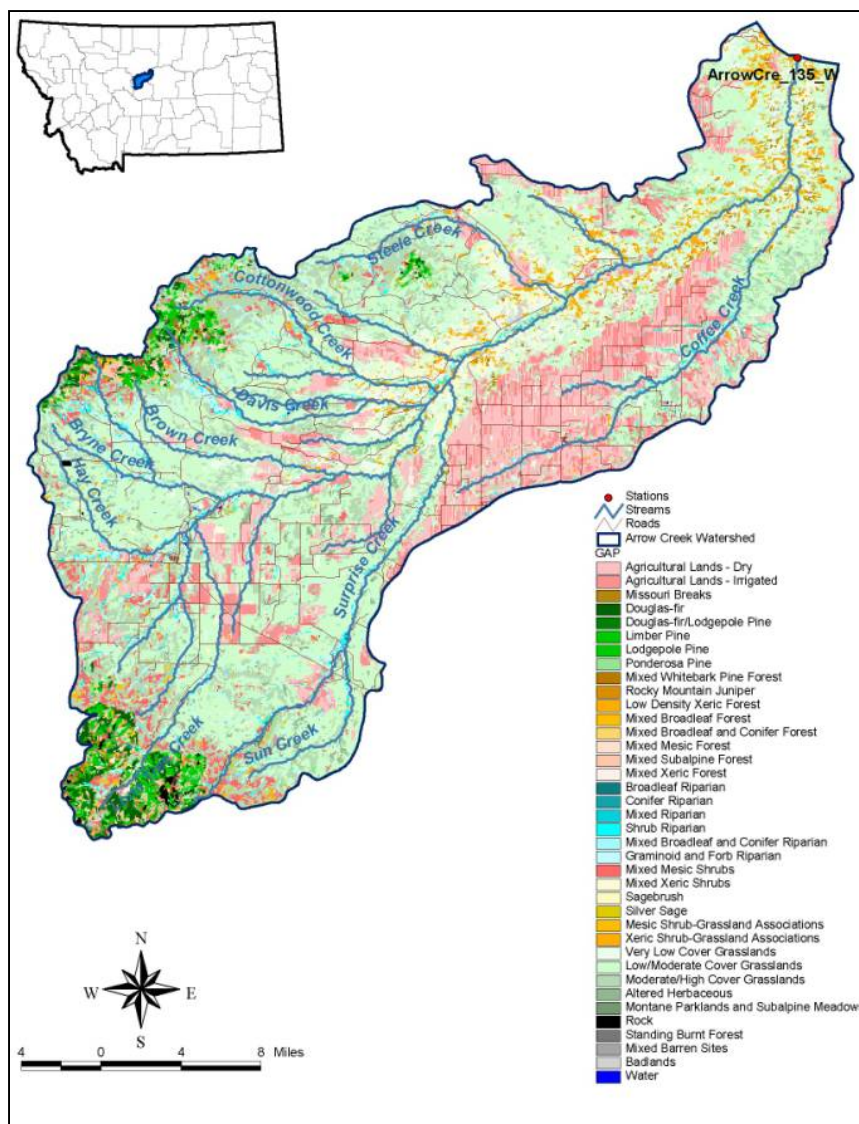 ArrowCre_135_W
Steele Creek
Cottonwood Creek
Coffee Creek
Davis Creek
Brown Creek
Bryne Creek
Hay Creek
Surprise Creek
Sun Creek
Creek
Stations
Streams
Roads
Arrow Creek Watershed
GAP
Agricultural Lands - Dry
Agricultural Lands - Irrigated
Missouri Breaks
Douglas-fir
Douglas-fir/Lodgepole Pine
Limber Pine
Lodgepole Pine
Ponderosa Pine
Mixed Whitebark Pine Forest
Rocky Mountain Juniper
Low Density Xeric Forest
Mixed Broadleaf Forest
Mixed Broadleaf and Conifer Forest
Mixed Mesic Forest
Mixed Subalpine Forest
Mixed Xeric Forest
Broadleaf Riparian
Conifer Riparian
Mixed Riparian
Shrub Riparian
Mixed Broadleaf and Conifer Riparian
Graminoid and Forb Riparian
Mixed Mesic Shrubs
Mixed Xeric Shrubs
Sagebrush
Silver Sage
Mesic Shrub-Grassland Associations
Xeric Shrub-Grassland Associations
Very Low Cover Grasslands
Low/Moderate Cover Grasslands
Moderate/High Cover Grasslands
Altered Herbaceous
Montane Parklands and Subalpine Meadow
Rock
Standing Burnt Forest
Mixed Barren Sites
Badlands
Water
N
W E
S
4 0 4 8 Miles